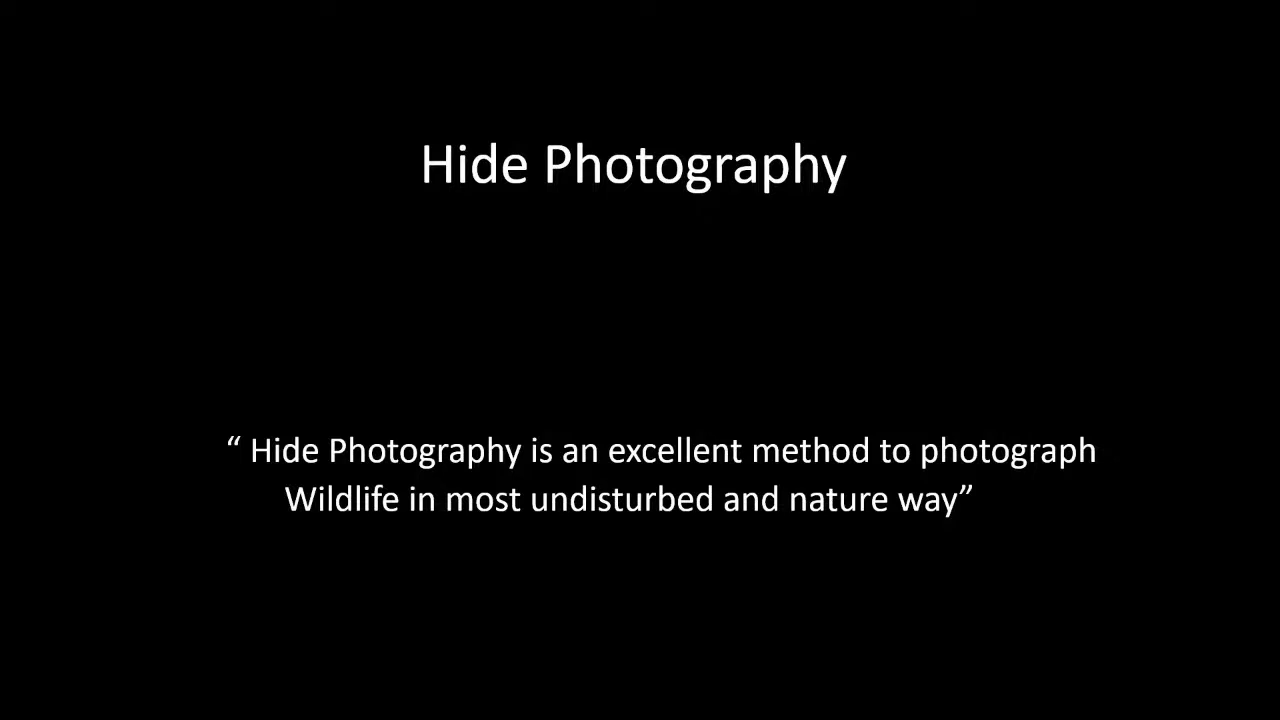 Hide Photography
“ Hide Photography is an excellent method to photograph
Wildlife in most undisturbed and nature way”